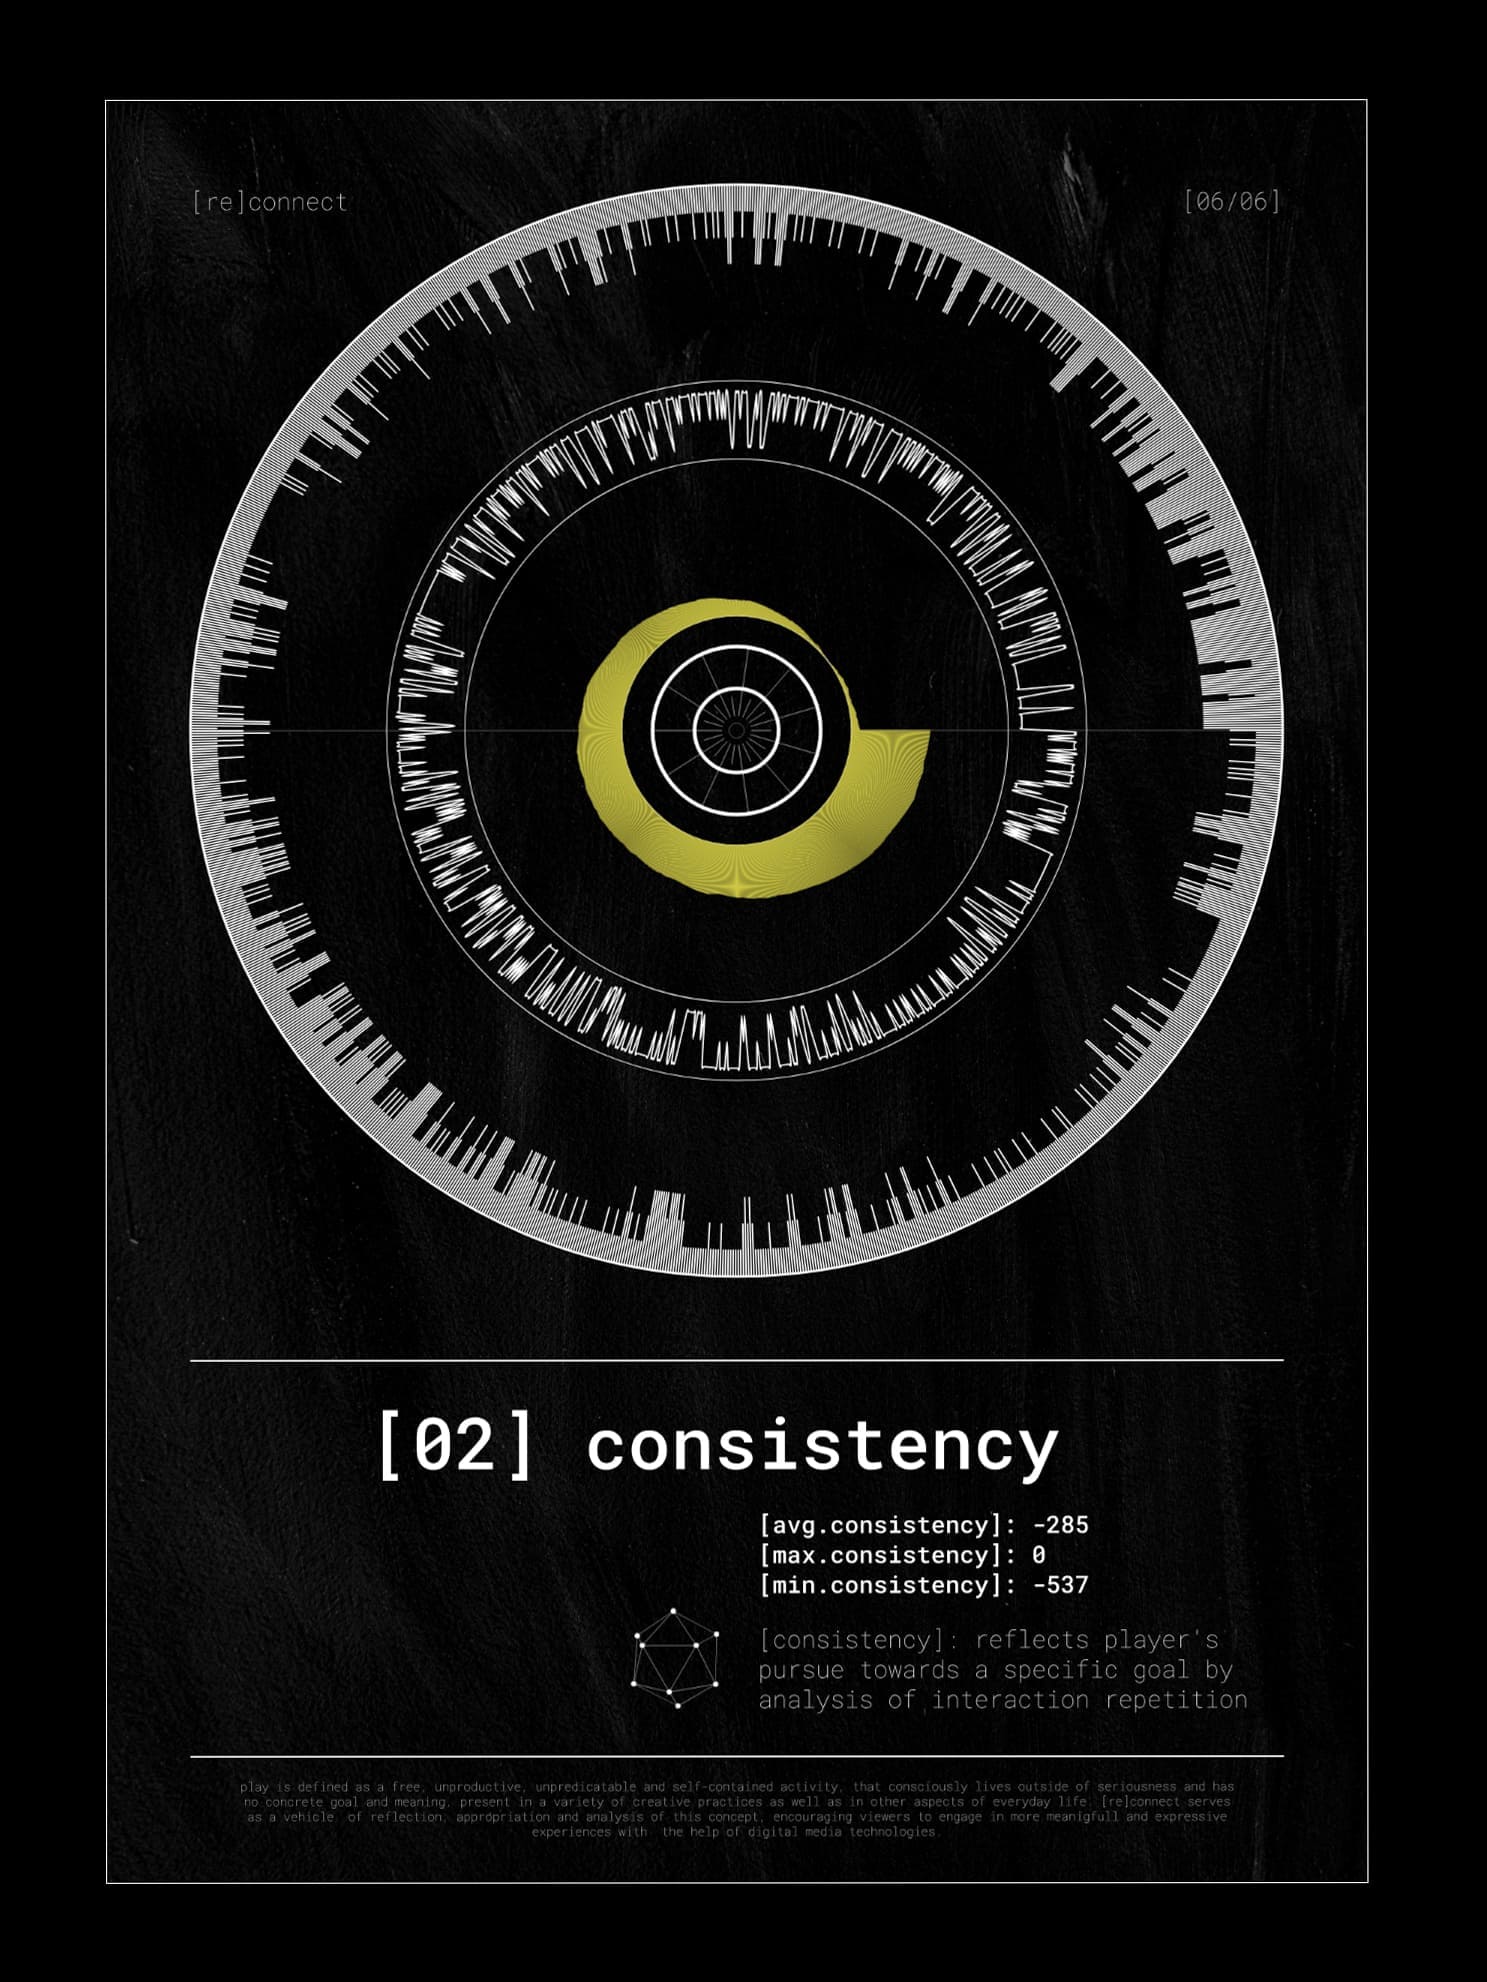 [re]connect
[06/06]
[02] consistency
[avg.consistency]: -285
[max.consistency]: 0
[min.consistency]: -537
[consistency]: reflects player's
pursue towards a specific goal by
analysis of interaction repetition
play is defined as a free, unproductive, unpredicatable and self-contained activity, that consciously lives outside of seriousness and has
no concrete goal and meaning, present in a variety of creative practices as well as in other aspects of everyday life. [re]connect serves
as a vehicle  of reflection, appropriation and analysis of this concept, encouraging viewers to engage in more meanigfull and expressive
experiences with  the help of digital media technologies.